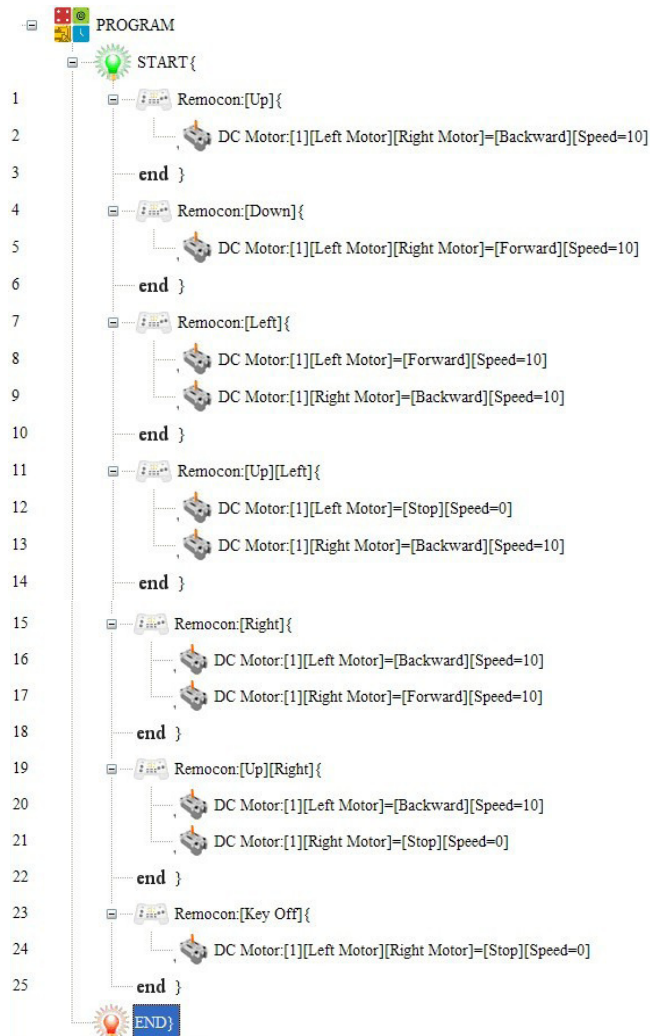 PROGRAM
START{
1 Remocon:[Up]{
2 DC Motor:[1][Left Motor][Right Motor]=[Backward][Speed=10]
3 end }
4 Remocon:[Down]{
5 DC Motor:[1][Left Motor][Right Motor]=[Forward][Speed=10]
6 end }
7 Remocon:[Left]{
8 DC Motor:[1][Left Motor]=[Forward][Speed=10]
9 DC Motor:[1][Right Motor]=[Backward][Speed=10]
10 end }
11 Remocon:[Up][Left]{
12 DC Motor:[1][Left Motor]=[Stop][Speed=0]
13 DC Motor:[1][Right Motor]=[Backward][Speed=10]
14 end }
15 Remocon:[Right]{
16 DC Motor:[1][Left Motor]=[Backward][Speed=10]
17 DC Motor:[1][Right Motor]=[Forward][Speed=10]
18 end }
19 Remocon:[Up][Right]{
20 DC Motor:[1][Left Motor]=[Backward][Speed=10]
21 DC Motor:[1][Right Motor]=[Stop][Speed=0]
22 end }
23 Remocon:[Key Off]{
24 DC Motor:[1][Left Motor][Right Motor]=[Stop][Speed=0]
25 end }
END}